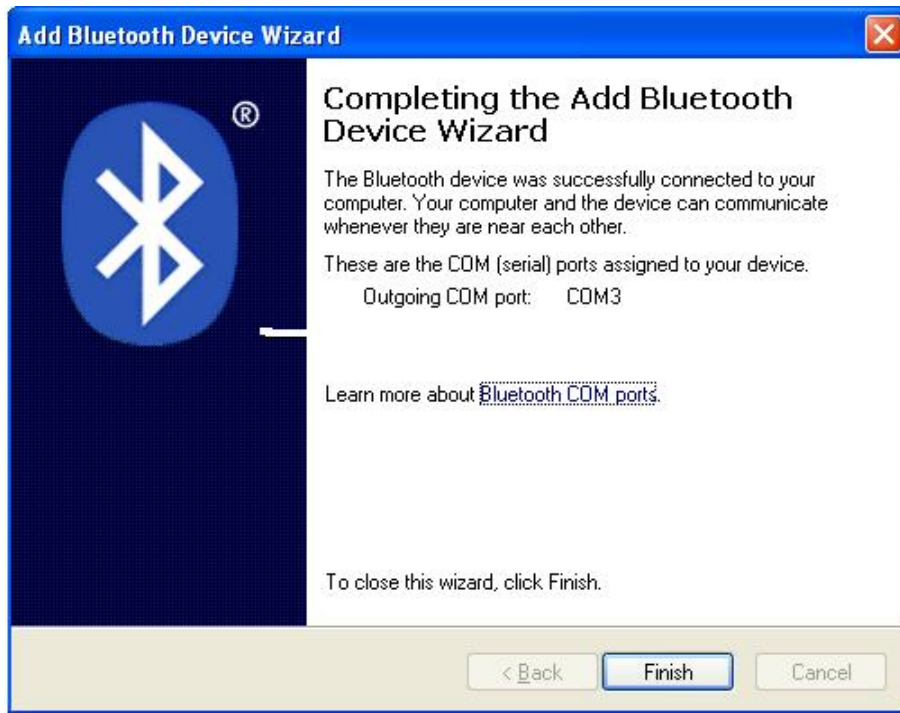 Add Bluetooth Device Wizard
®
Completing the Add Bluetooth
Device Wizard
The Bluetooth device was successfully connected to your
computer. Your computer and the device can communicate
whenever they are near each other.
These are the COM (serial) ports assigned to your device.
Outgoing COM port: COM3
Learn more about Bluetooth COM ports.
To close this wizard, click Finish.
< Back Finish Cancel